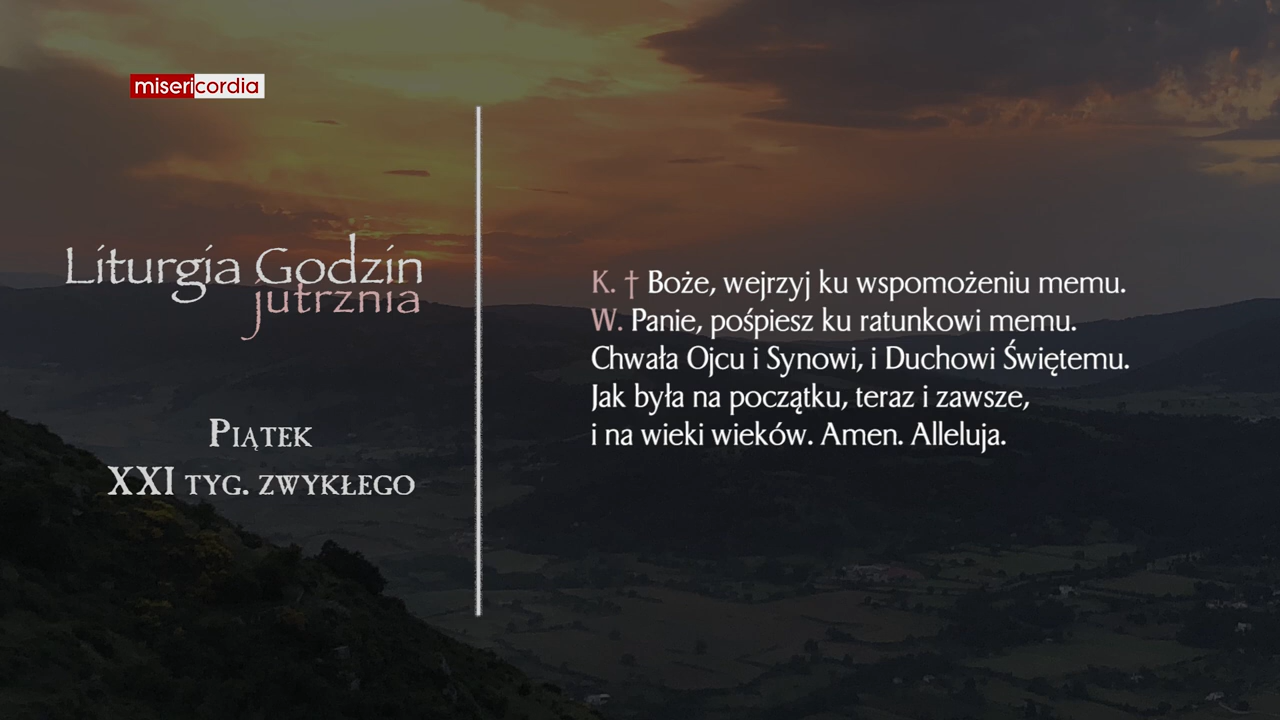 misericordia
Liturgia Godzin
jutrznia
Piątek
XXI tyg. zwykłego
K. † Boże, wejrzyj ku wspomożeniu memu.
W. Panie, pośpiesz ku ratunkowi memu.
Chwała Ojcu i Synowi, i Duchowi Świętemu.
Jak była na początku, teraz i zawsze,
i na wieki wieków. Amen. Alleluja.